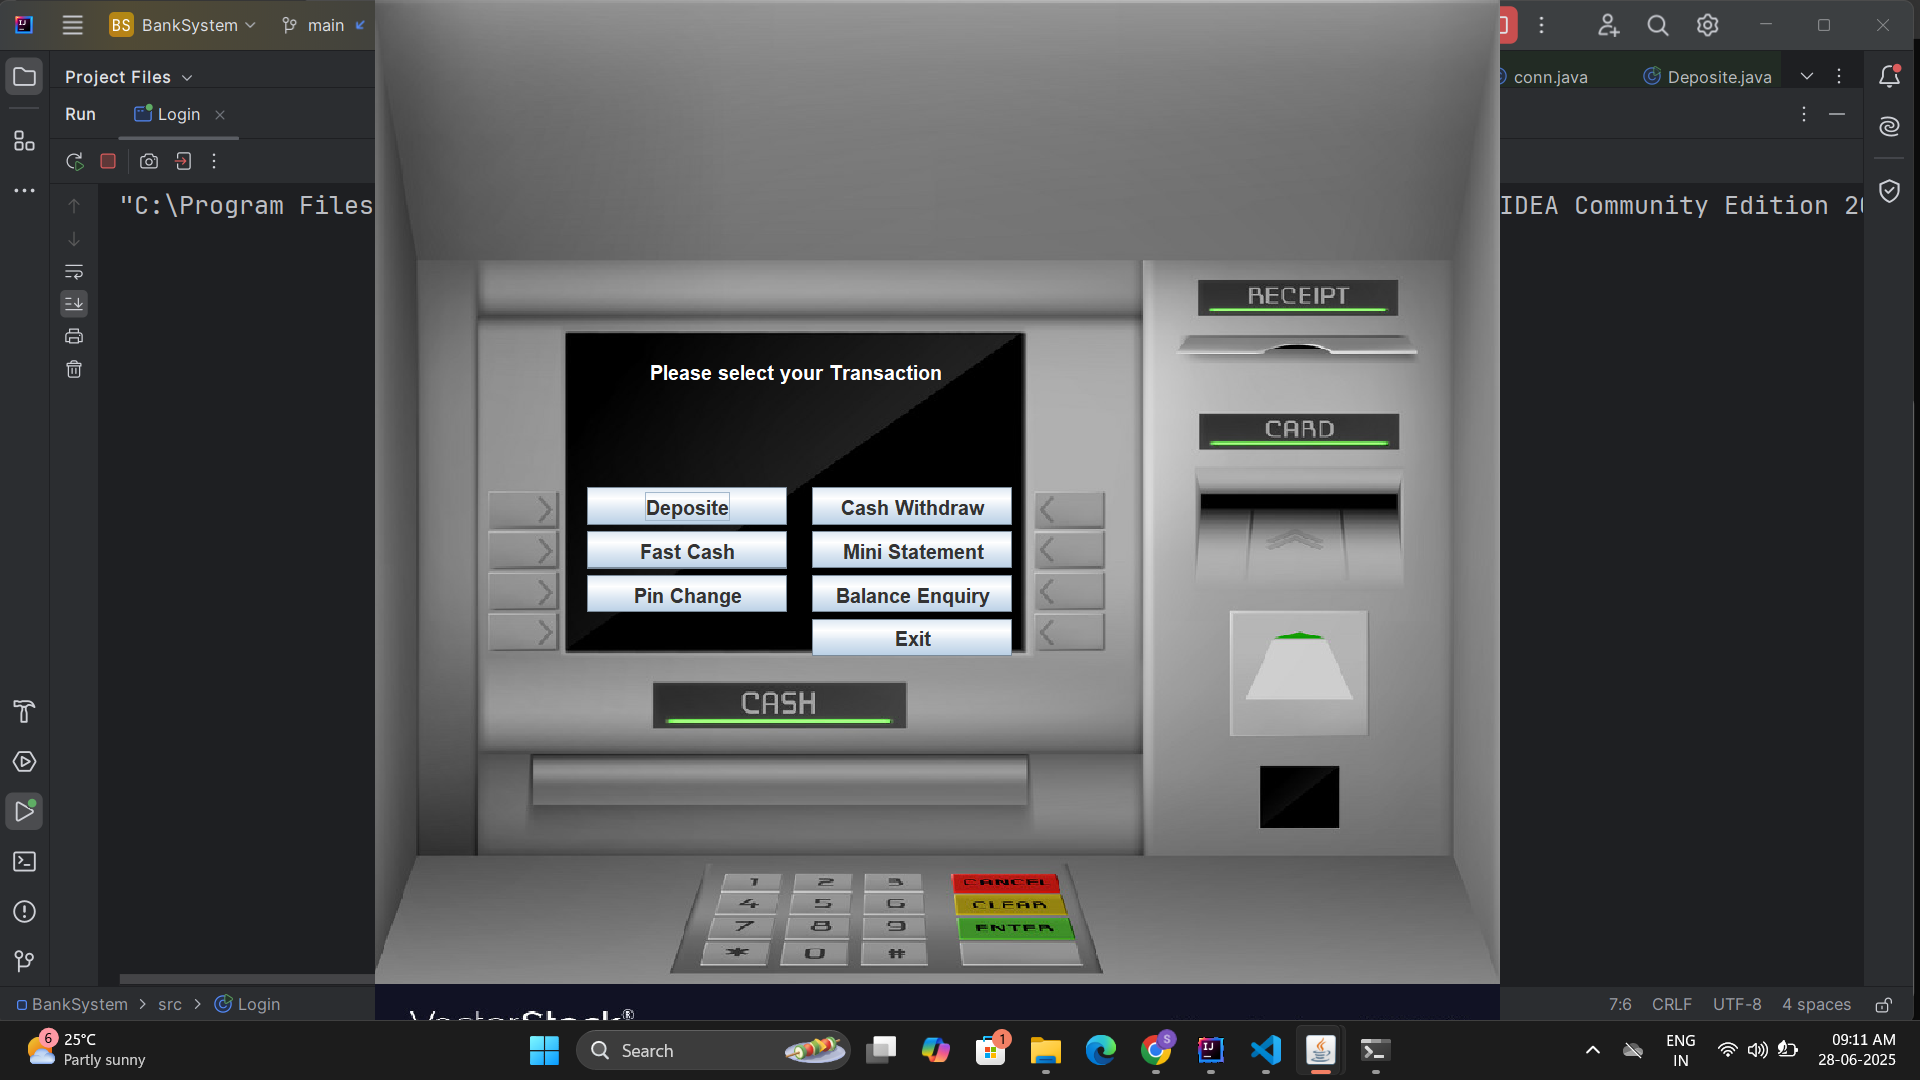 BS BankSystem main
Project Files
conn.java Deposite.java
Run Login
"C:\Program Files
IDEA Community Edition 20
RECEIPT
Please select your Transaction
CARD
Deposite Cash Withdraw
Fast Cash Mini Statement
Pin Change Balance Enquiry
Exit
CASH
1 2 3 CANCEL
4 5 6 CLEAR
7 8 9 ENTER
* 0 #
BankSystem > src > Login
VectorStock®
7:6 CRLF UTF-8 4 spaces
6 25°C
Partly sunny
Search
1
S
ENG
IN
09:11 AM
28-06-2025